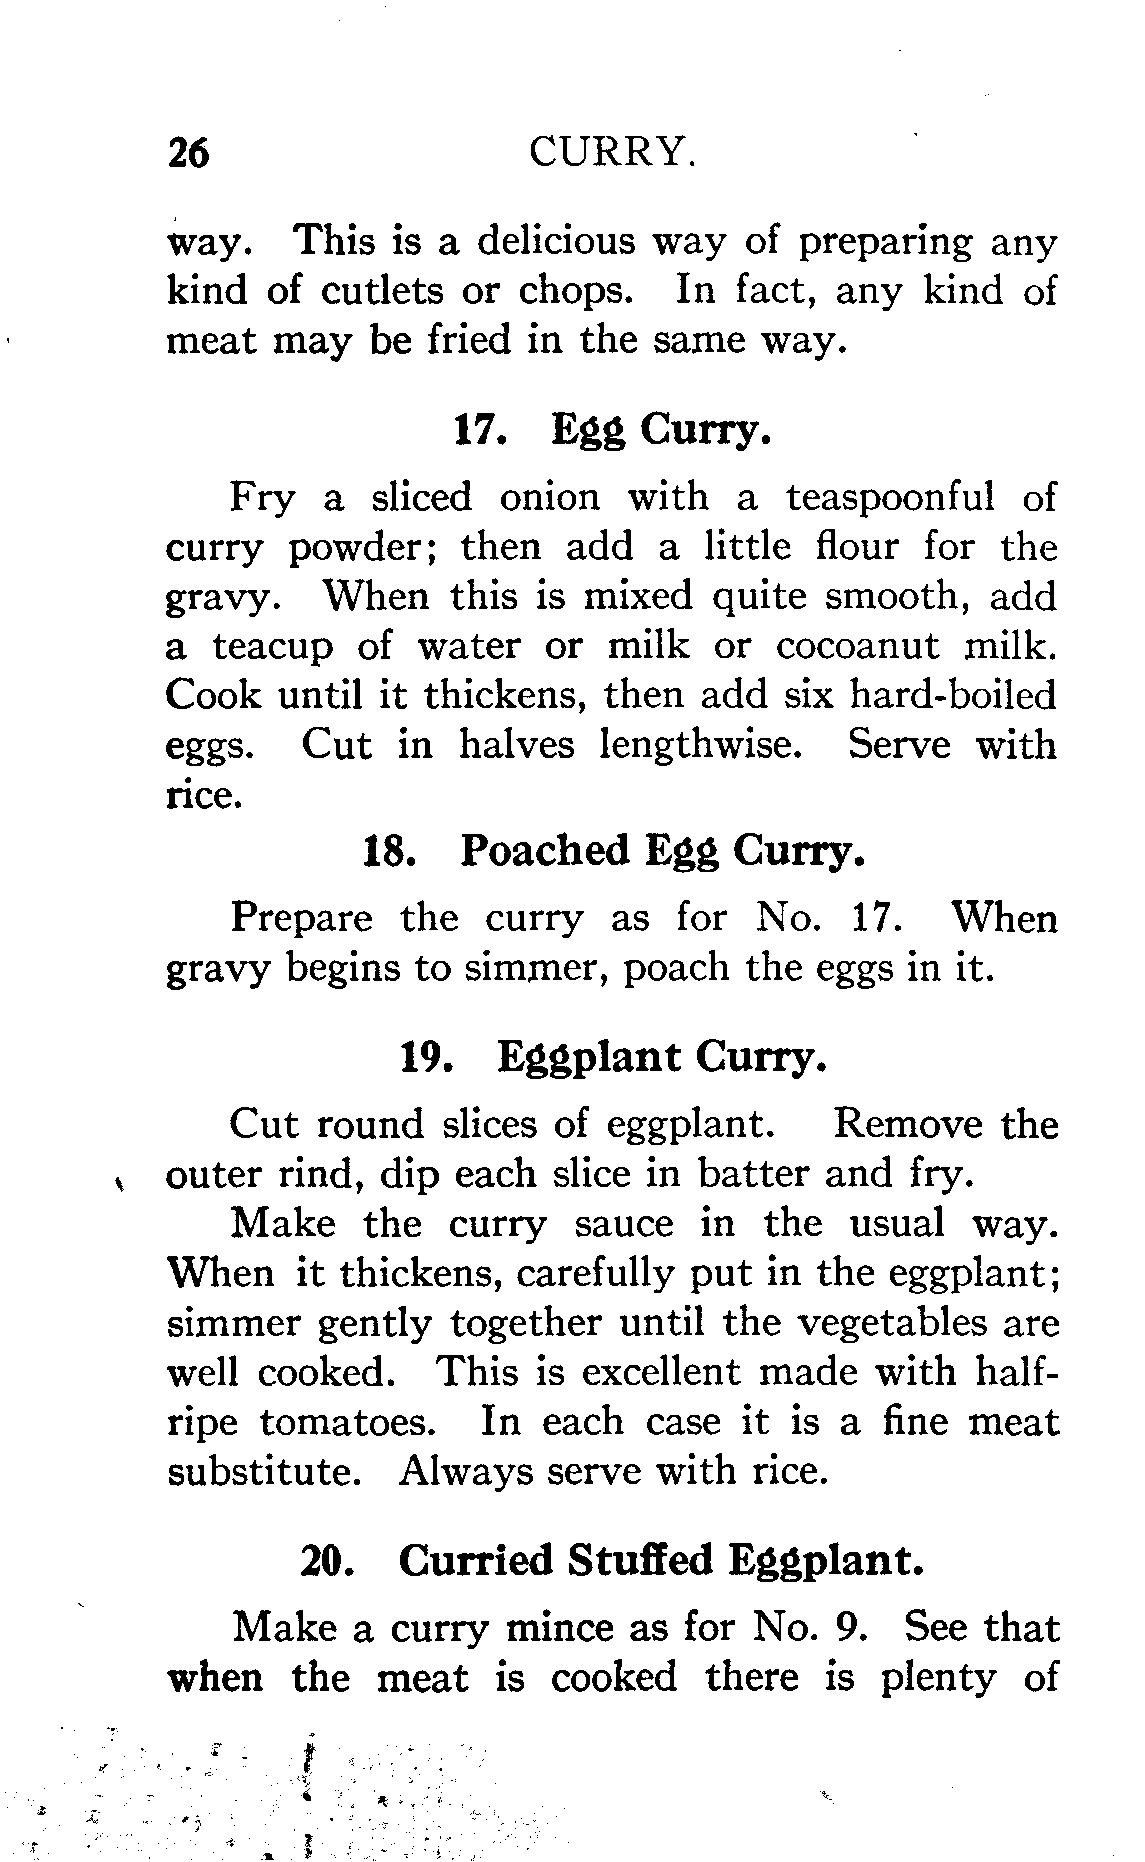 26 CURRY.
way. This is a delicious way of preparing any
kind of cutlets or chops. In fact, any kind of
meat may be fried in the same way.
17. Egg Curry.
Fry a sliced onion with a teaspoonful of
curry powder; then add a little flour for the
gravy. When this is mixed quite smooth, add
a teacup of water or milk or cocoanut milk.
Cook until it thickens, then add six hard-boiled
eggs. Cut in halves lengthwise. Serve with
rice.
18. Poached Egg Curry.
Prepare the curry as for No. 17. When
gravy begins to simmer, poach the eggs in it.
19. Eggplant Curry.
Cut round slices of eggplant. Remove the
outer rind, dip each slice in batter and fry.
Make the curry sauce in the usual way.
When it thickens, carefully put in the eggplant;
simmer gently together until the vegetables are
well cooked. This is excellent made with half-
ripe tomatoes. In each case it is a fine meat
substitute. Always serve with rice.
20. Curried Stuffed Eggplant.
Make a curry mince as for No. 9. See that
when the meat is cooked there is plenty of